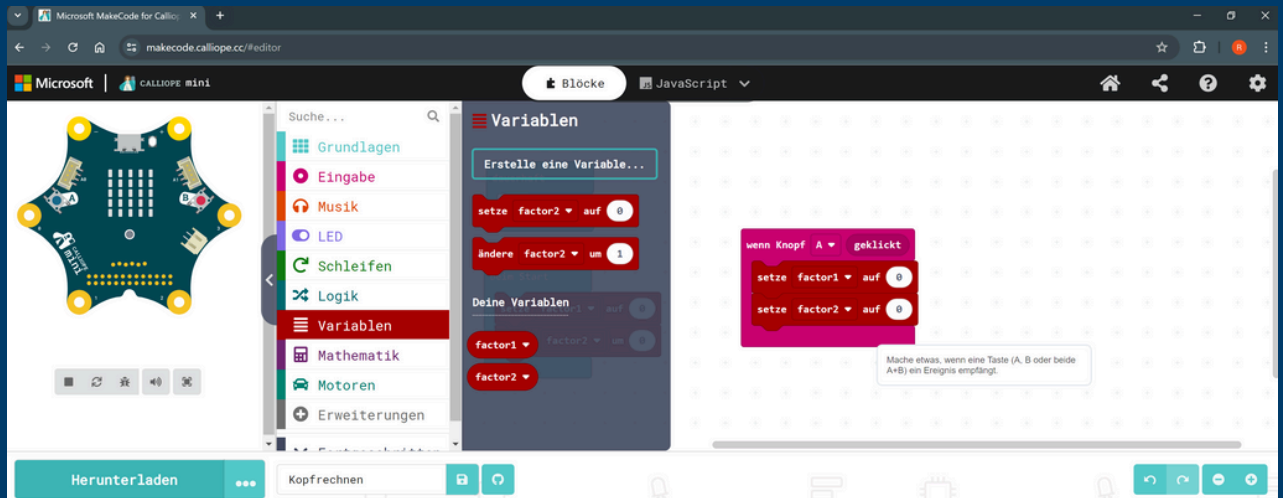 Microsoft MakeCode for Calliop
makecode.calliope.cc/#editor
R
Microsoft
CALLIOPE mini
Blöcke
JavaScript
Suche...
Grundlagen
Eingabe
Musik
LED
Schleifen
Logik
Variablen
Mathematik
Motoren
Erweiterungen
Variablen
Erstelle eine Variable...
setze factor2 auf 0
ändere factor2 um 1
Deine Variablen
factor1
factor2
wenn Knopf A geklickt
setze factor1 auf 0
setze factor2 auf 0
Mache etwas, wenn eine Taste (A, B oder beide
A+B) ein Ereignis empfängt.
A
B
CALLIOPE
mini
Herunterladen
Kopfrechnen